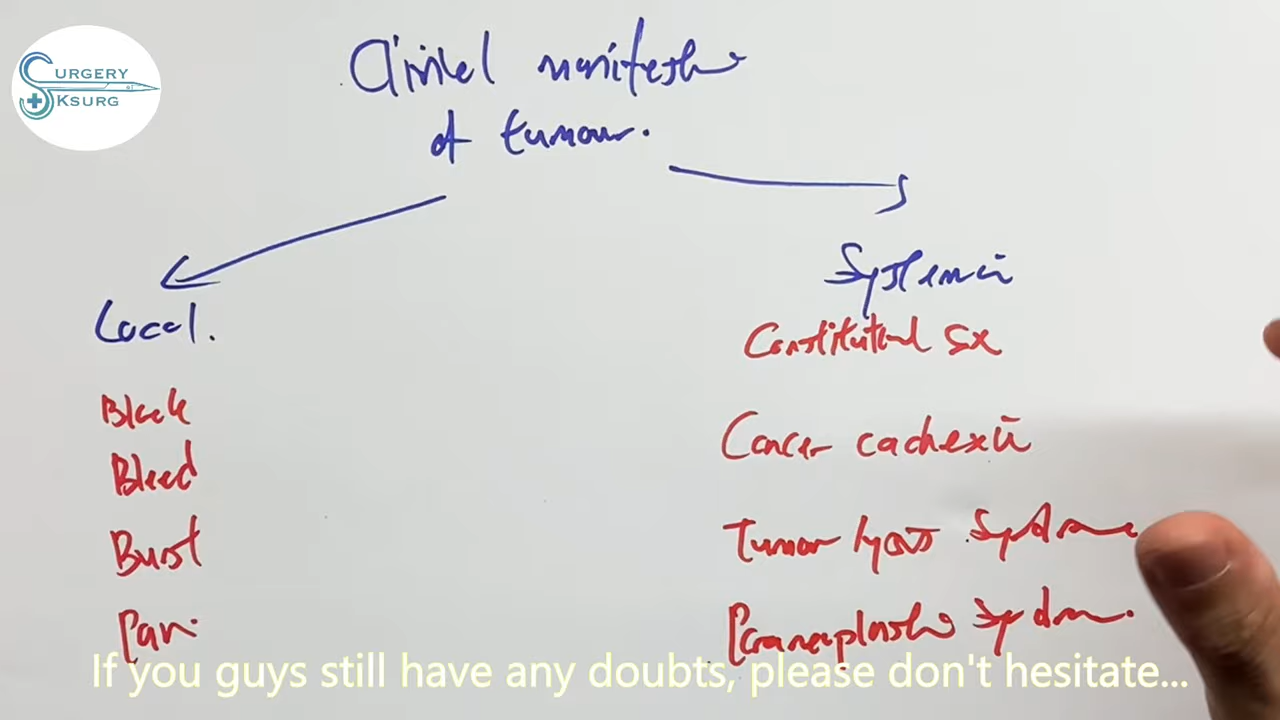 SURGERY
KSURG
Clinical manifestn
of tumour.
Local.
Systemic
Block
Constitutional Sx
Bleed
Cancer cachexia
Burst
Tumor lysis Syndrome
Pain
Paraneoplastic Syndrome.
If you guys still have any doubts, please don't hesitate...